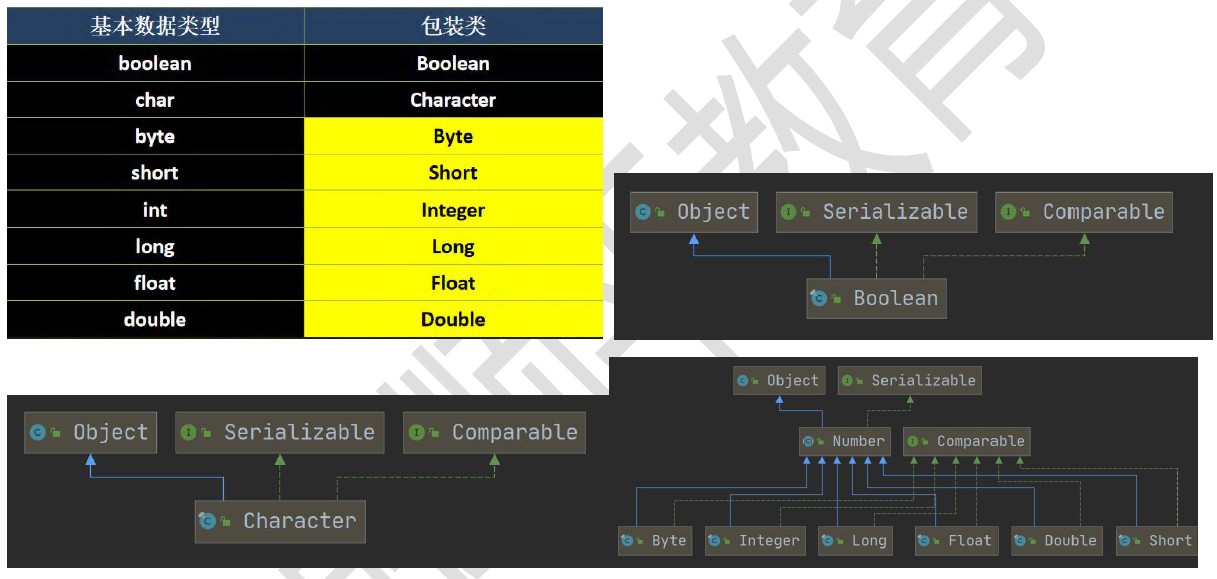 基本数据类型 包装类
boolean Boolean
char Character
byte Byte
short Short
int Integer
long Long
float Float
double Double
Object Serializable Comparable
Boolean
Object Serializable Comparable
Character
Object Serializable
Number Comparable
Byte Integer Long Float Double Short